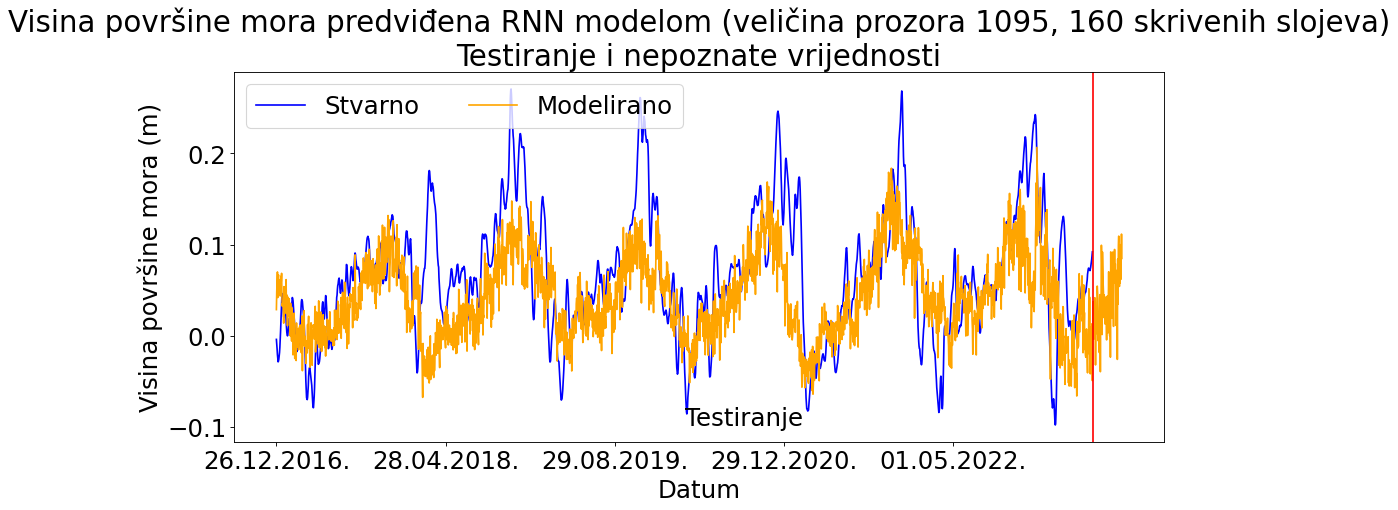 Visina površine mora predviđena RNN modelom (veličina prozora 1095, 160 skrivenih slojeva)
Testiranje i nepoznate vrijednosti
Stvarno Modelirano
Visina površine mora (m)
0.2
0.1
0.0
−0.1
Testiranje
26.12.2016. 28.04.2018. 29.08.2019. 29.12.2020. 01.05.2022.
Datum